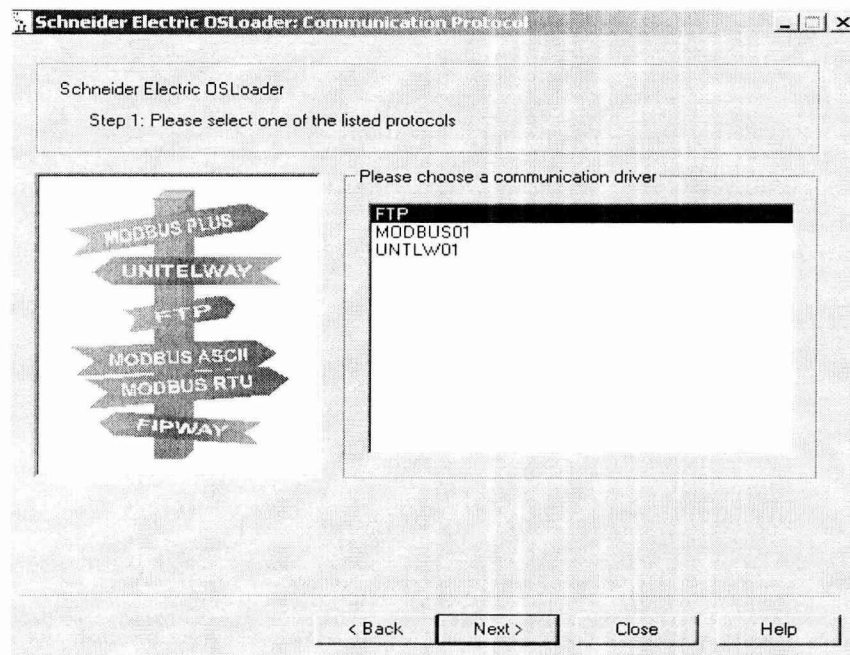 Schneider Electric OSLoader: Communication Protocol
Schneider Electric OSLoader
Step 1: Please select one of the listed protocols
MODBUS PLUS
UNITELWAY
FTP
MODBUS ASCII
MODBUS RTU
FIPWAY
Please choose a communication driver
FTP
MODBUS01
UNTLW01
< Back
Next >
Close
Help